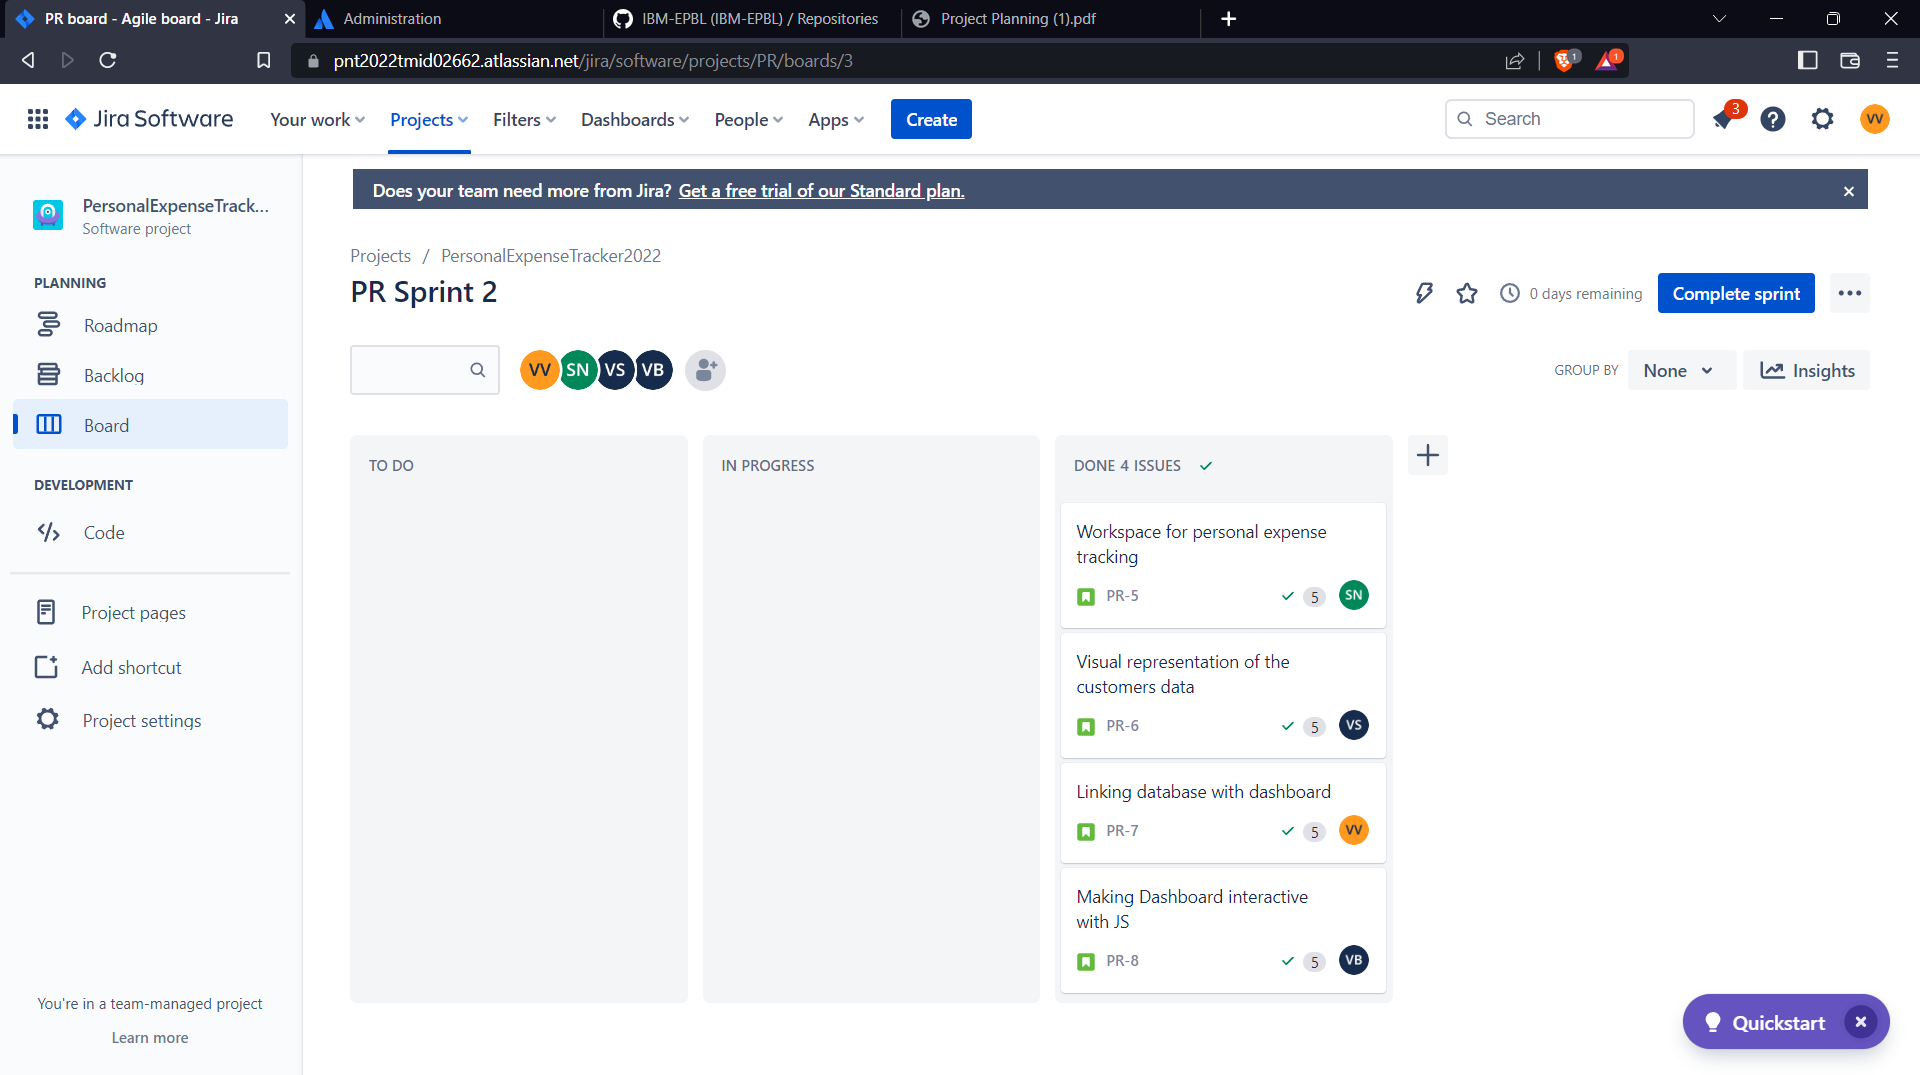 PR board - Agile board - Jira
Administration
IBM-EPBL (IBM-EPBL) / Repositories
Project Planning (1).pdf
pnt2022tmid02662.atlassian.net/jira/software/projects/PR/boards/3
1
1
Jira Software
Your work
Projects
Filters
Dashboards
People
Apps
Create
Search
3
VV
Does your team need more from Jira? Get a free trial of our Standard plan.
PersonalExpenseTrack...
Software project
PLANNING
Roadmap
Backlog
Board
DEVELOPMENT
Code
Project pages
Add shortcut
Project settings
You're in a team-managed project
Learn more
Projects / PersonalExpenseTracker2022
PR Sprint 2
0 days remaining
Complete sprint
VV SN VS VB
GROUP BY
None
Insights
TO DO
IN PROGRESS
DONE 4 ISSUES
Workspace for personal expense
tracking
PR-5
5
SN
Visual representation of the
customers data
PR-6
5
VS
Linking database with dashboard
PR-7
5
VV
Making Dashboard interactive
with JS
PR-8
5
VB
Quickstart